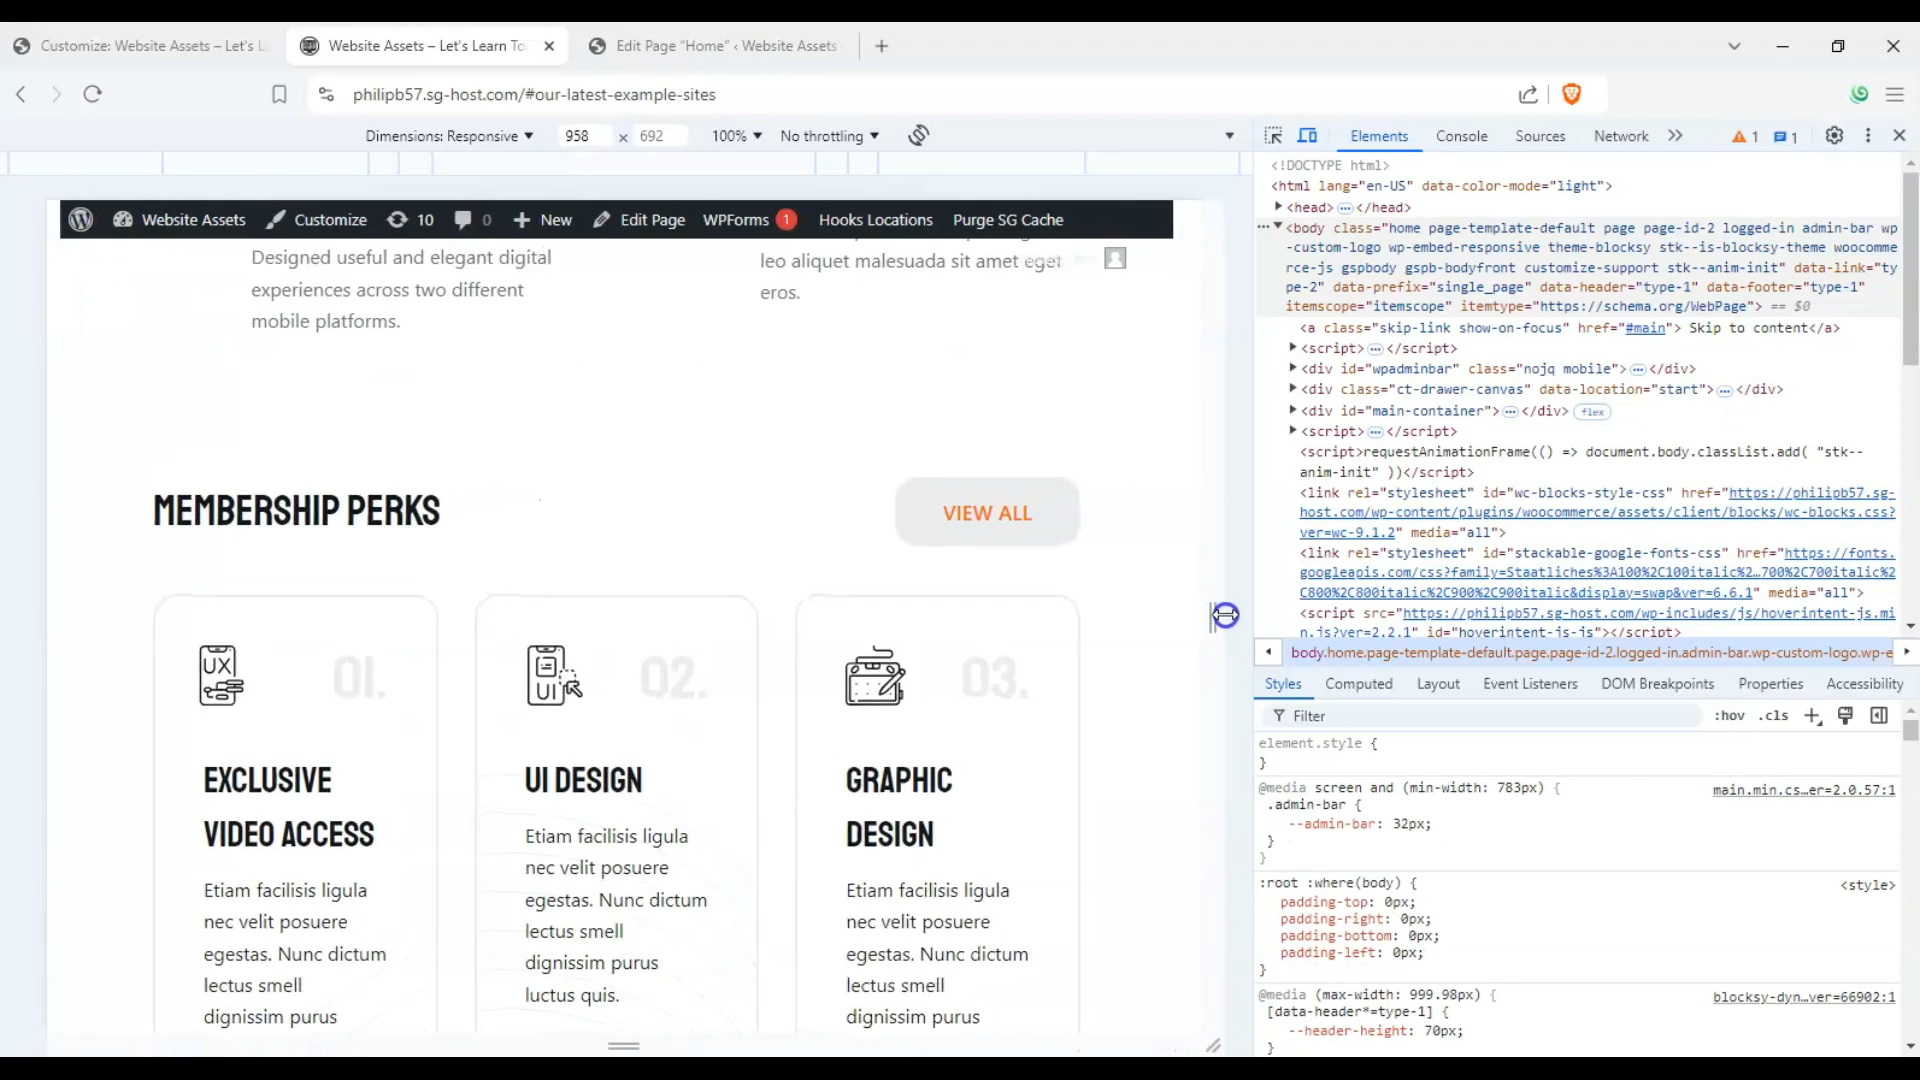 Customize: Website Assets – Let's L
Website Assets – Let's Learn To
Edit Page “Home” ‹ Website Assets
philipb57.sg-host.com/#our-latest-example-sites
Dimensions: Responsive 958 × 692 100% No throttling
Website Assets Customize 10 0 New Edit Page WPForms 1 Hooks Locations Purge SG Cache
Designed useful and elegant digital
experiences across two different
mobile platforms.
leo aliquet malesuada sit amet eget
eros.
MEMBERSHIP PERKS
VIEW ALL
UX
01.
UI
02.
03.
EXCLUSIVE
VIDEO ACCESS
Etiam facilisis ligula
nec velit posuere
egestas. Nunc dictum
lectus smell
dignissim purus
UI DESIGN
Etiam facilisis ligula
nec velit posuere
egestas. Nunc dictum
lectus smell
dignissim purus
luctus quis.
GRAPHIC
DESIGN
Etiam facilisis ligula
nec velit posuere
egestas. Nunc dictum
lectus smell
dignissim purus
Elements Console Sources Network 1 1
<!DOCTYPE html>
<html lang="en-US" data-color-mode="light">
<head> </head>
<body class="home page-template-default page page-id-2 logged-in admin-bar wp
-custom-logo wp-embed-responsive theme-blocksy stk--is-blocksy-theme woocomme
rce-js gspbody gspb-bodyfront customize-support stk--anim-init" data-link="ty
pe-2" data-prefix="single_page" data-header="type-1" data-footer="type-1"
itemscope="itemscope" itemtype="https://schema.org/WebPage"> == $0
<a class="skip-link show-on-focus" href="#main"> Skip to content</a>
<script> </script>
<div id="wpadminbar" class="nojq mobile"> </div>
<div class="ct-drawer-canvas" data-location="start"> </div>
<div id="main-container"> </div> flex
<script> </script>
<script>requestAnimationFrame(() => document.body.classList.add( "stk--
anim-init" ))</script>
<link rel="stylesheet" id="wc-blocks-style-css" href="https://philipb57.sg-
host.com/wp-content/plugins/woocommerce/assets/client/blocks/wc-blocks.css?
ver=wc-9.1.2" media="all">
<link rel="stylesheet" id="stackable-google-fonts-css" href="https://fonts.
googleapis.com/css?family=Staatliches%3A100%2C100italic%2…700%2C700italic%2
C800%2C800italic%2C900%2C900italic&display=swap&ver=6.6.1" media="all">
<script src="https://philipb57.sg-host.com/wp-includes/js/hoverintent-js.mi
n.js?ver=2.2.1" id="hoverintent-js-js"></script>
body.home.page-template-default.page.page-id-2.logged-in.admin-bar.wp-custom-logo.wp-e
Styles Computed Layout Event Listeners DOM Breakpoints Properties Accessibility
Filter :hov .cls
element.style {
}
@media screen and (min-width: 783px) { main.min.cs…er=2.0.57:1
.admin-bar {
--admin-bar: 32px;
}
}
:root :where(body) { <style>
padding-top: 0px;
padding-right: 0px;
padding-bottom: 0px;
padding-left: 0px;
}
@media (max-width: 999.98px) { blocksy-dyn…ver=66902:1
[data-header*=type-1] {
--header-height: 70px;
}